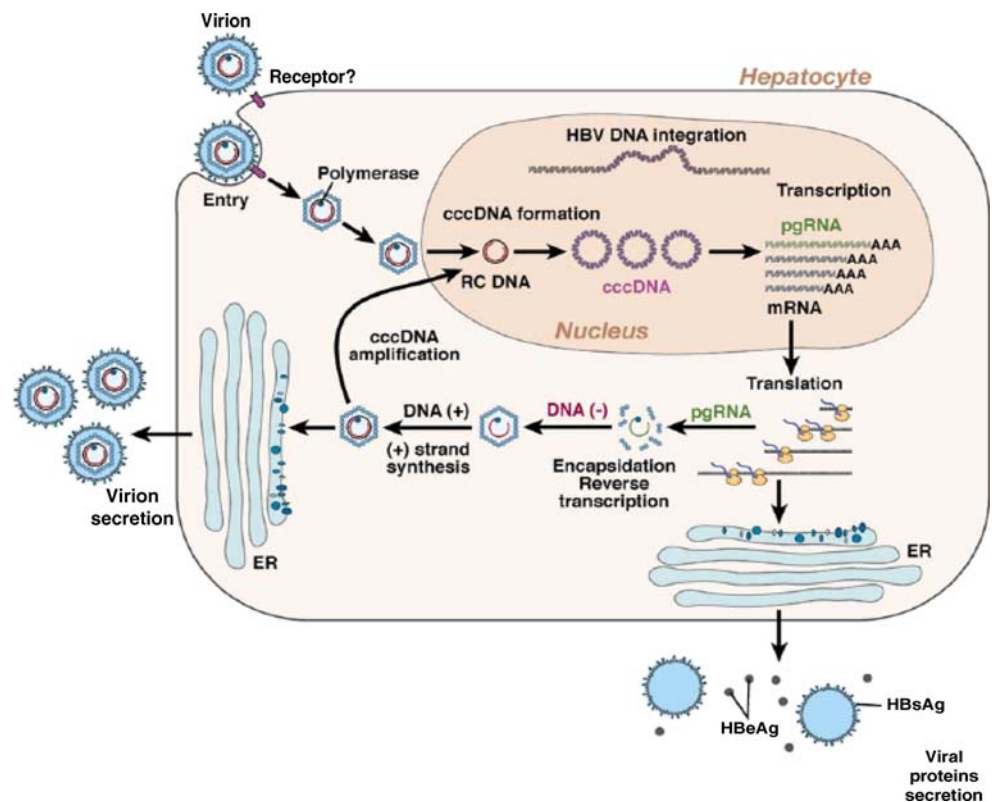 Virion
Receptor?
Hepatocyte
HBV DNA integration
Polymerase
Entry
Transcription
cccDNA formation
pgRNA
AAA
AAA
AAA
AAA
RC DNA
cccDNA
mRNA
Nucleus
cccDNA
amplification
Translation
DNA (+)
DNA (-)
pgRNA
(+) strand
synthesis
Encapsidation
Reverse
transcription
Virion
secretion
ER
ER
HBsAg
HBeAg
Viral
proteins
secretion